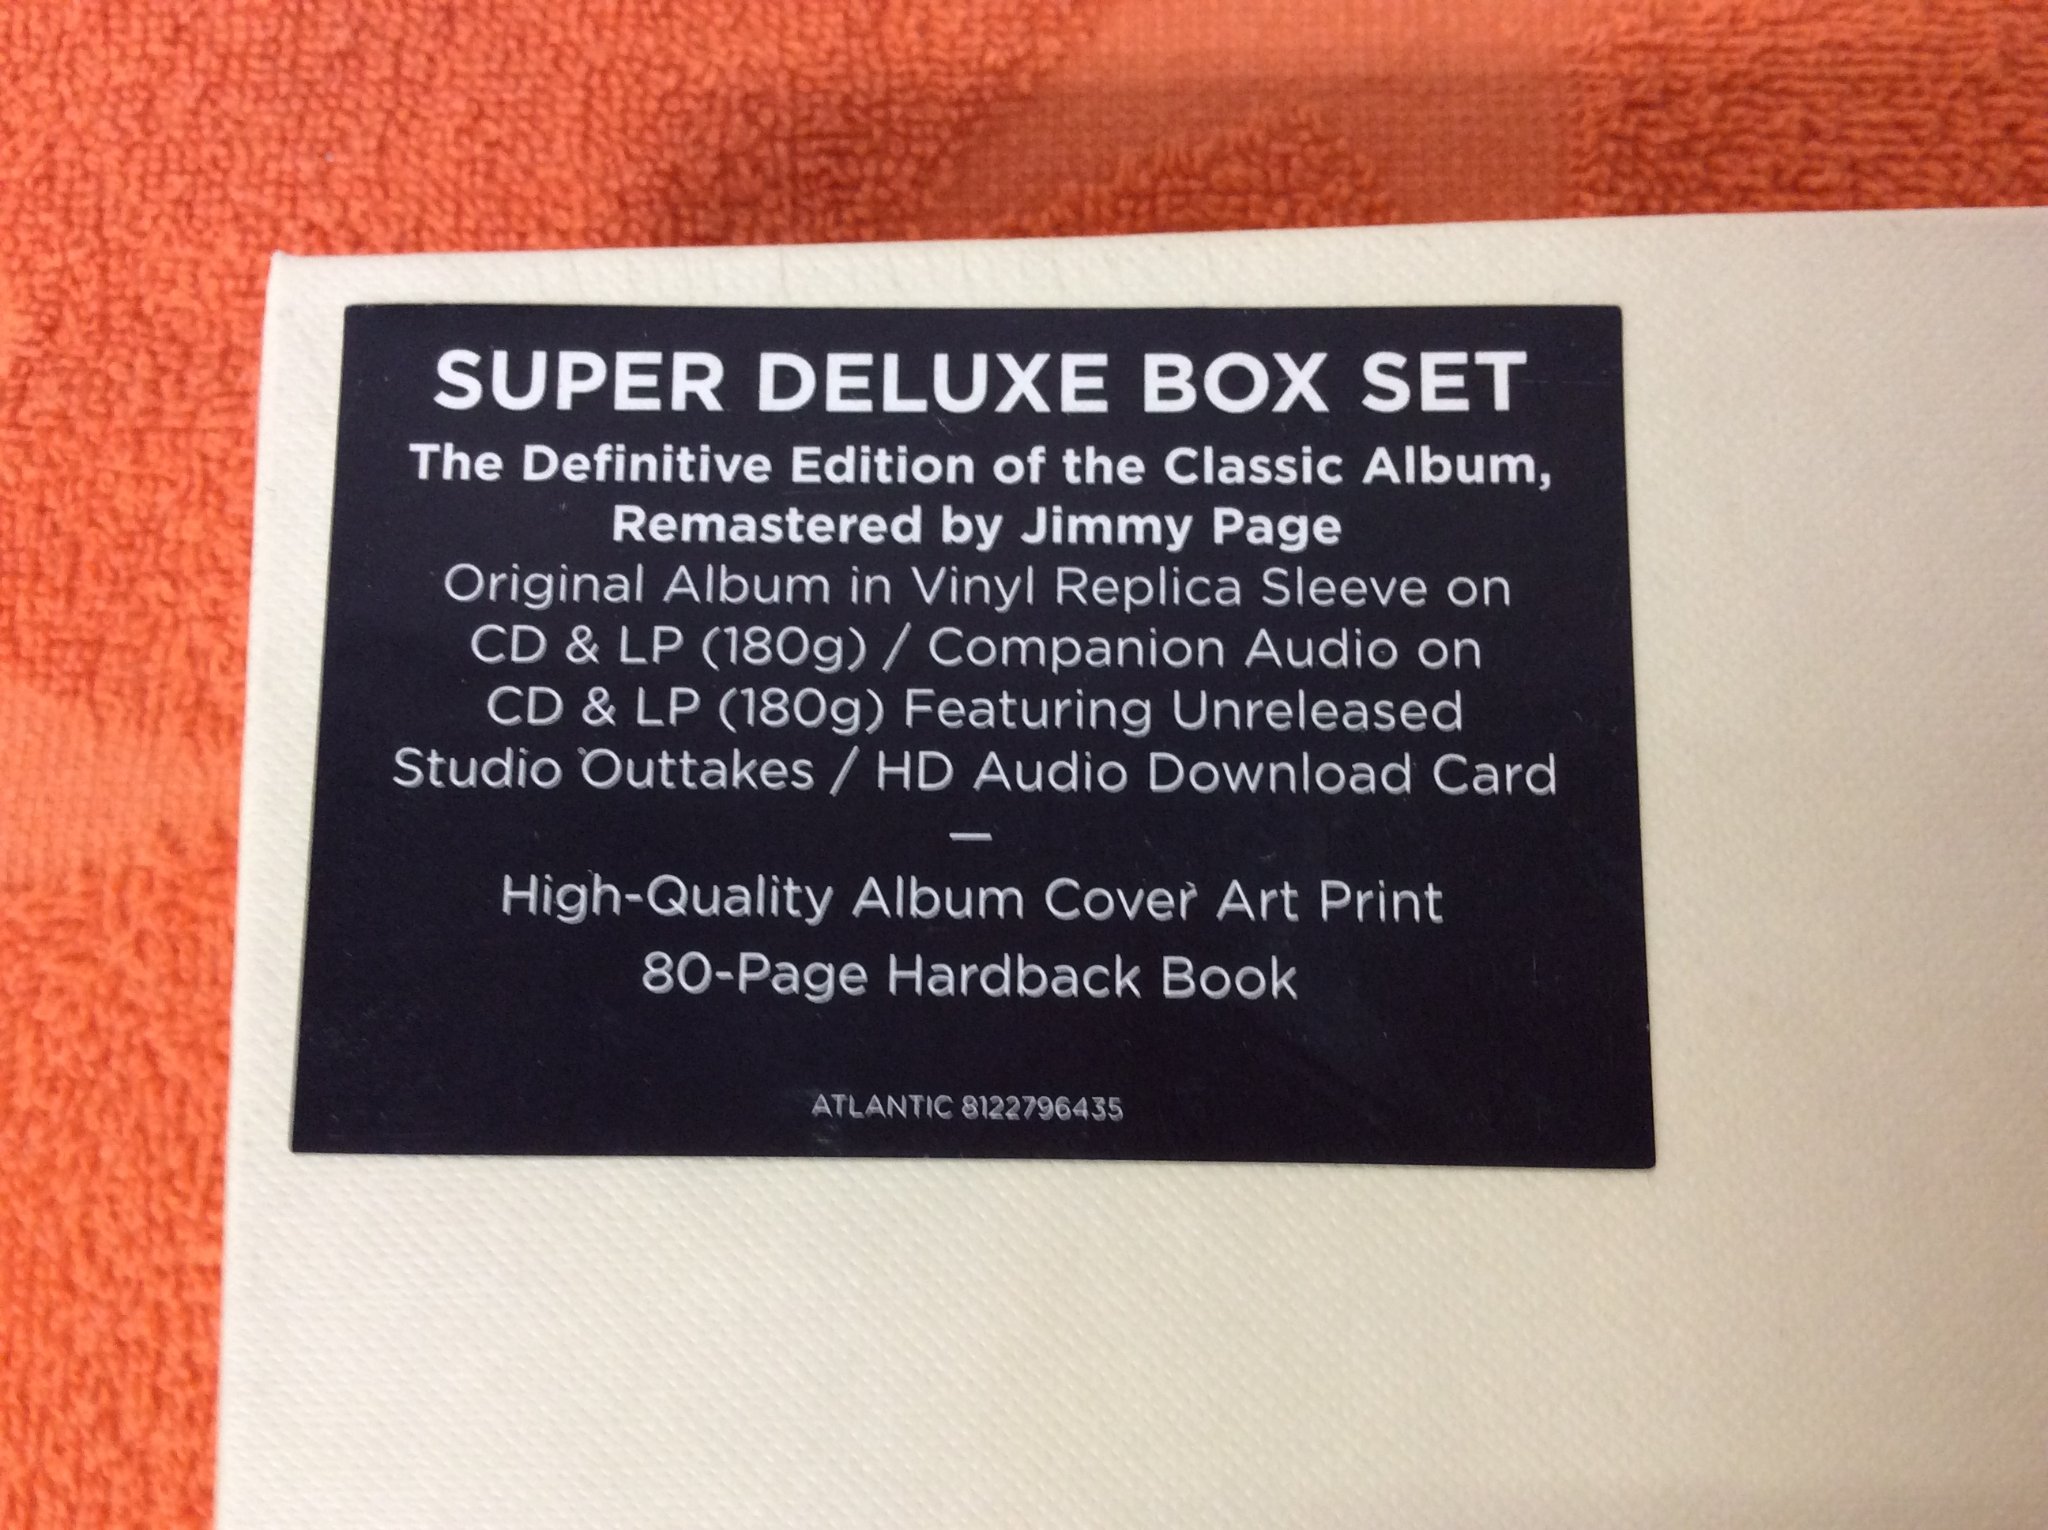 SUPER DELUXE BOX SET
The Definitive Edition of the Classic Album,
Remastered by Jimmy Page
Original Album in Vinyl Replica Sleeve on
CD & LP (180g) / Companion Audio on
CD & LP (180g) Featuring Unreleased
Studio Outtakes / HD Audio Download Card
—
High-Quality Album Cover Art Print
80-Page Hardback Book
ATLANTIC 8122796435